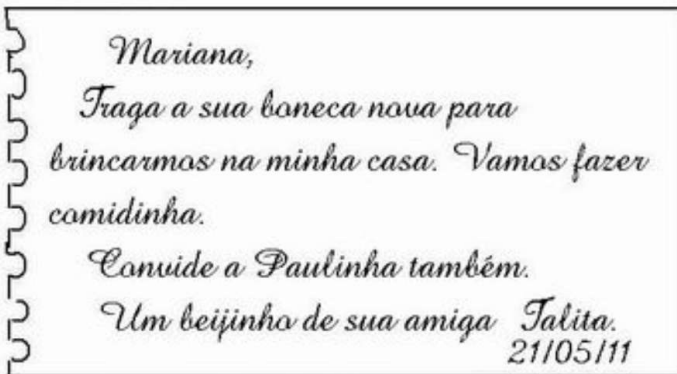 Mariana,
Traga a sua boneca nova para
brincarmos na minha casa. Vamos fazer
comidinha.
Convide a Paulinha também.
Um beijinho de sua amiga Talita.
21/05/11